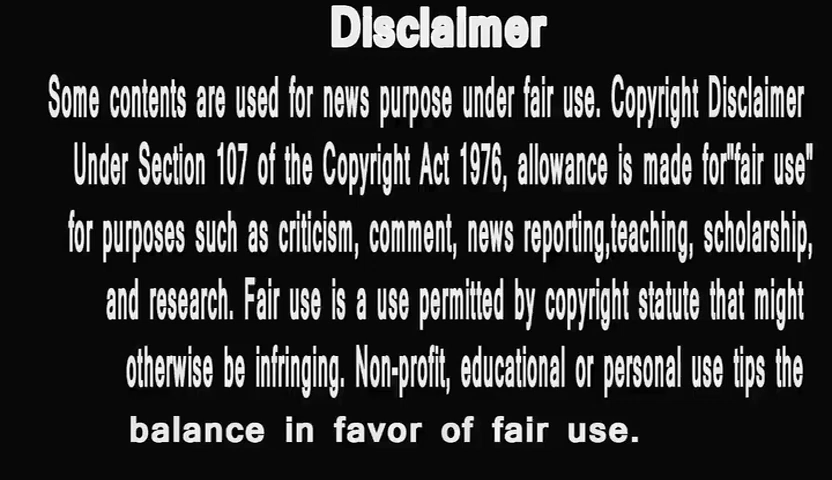 Disclaimer
Some contents are used for news purpose under fair use. Copyright Disclaimer
Under Section 107 of the Copyright Act 1976, allowance is made for"fair use"
for purposes such as criticism, comment, news reporting,teaching, scholarship,
and research. Fair use is a use permitted by copyright statute that might
otherwise be infringing. Non-profit, educational or personal use tips the
balance in favor of fair use.